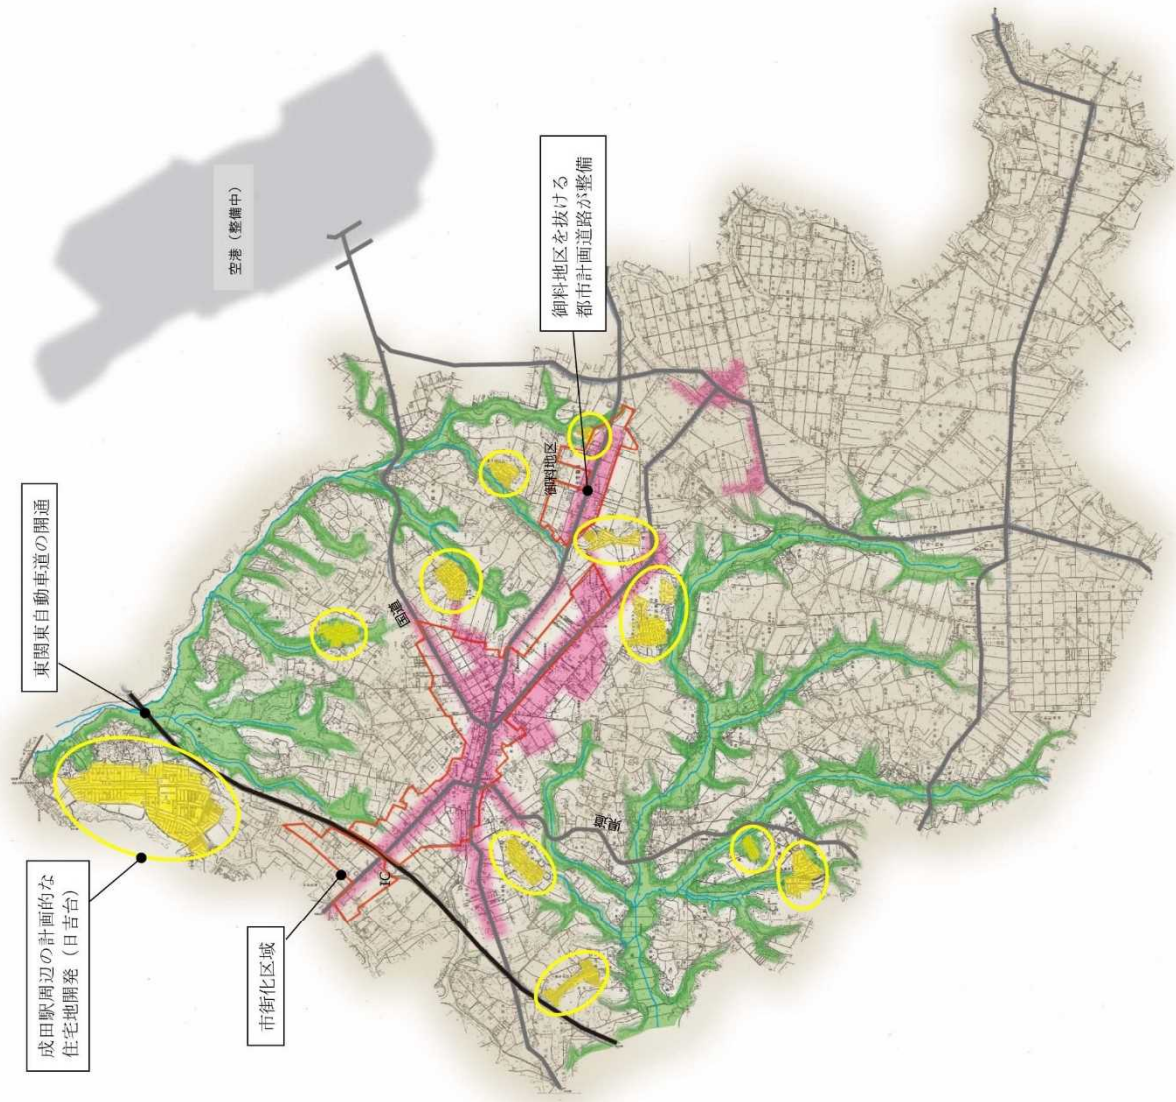 成田駅周辺の計画的な
住宅地開発（日吉台）
東関東自動車道の開通
市街化区域
IC
国道
県道
御料地区
御料地区を抜ける
都市計画道路が整備
空港（整備中）